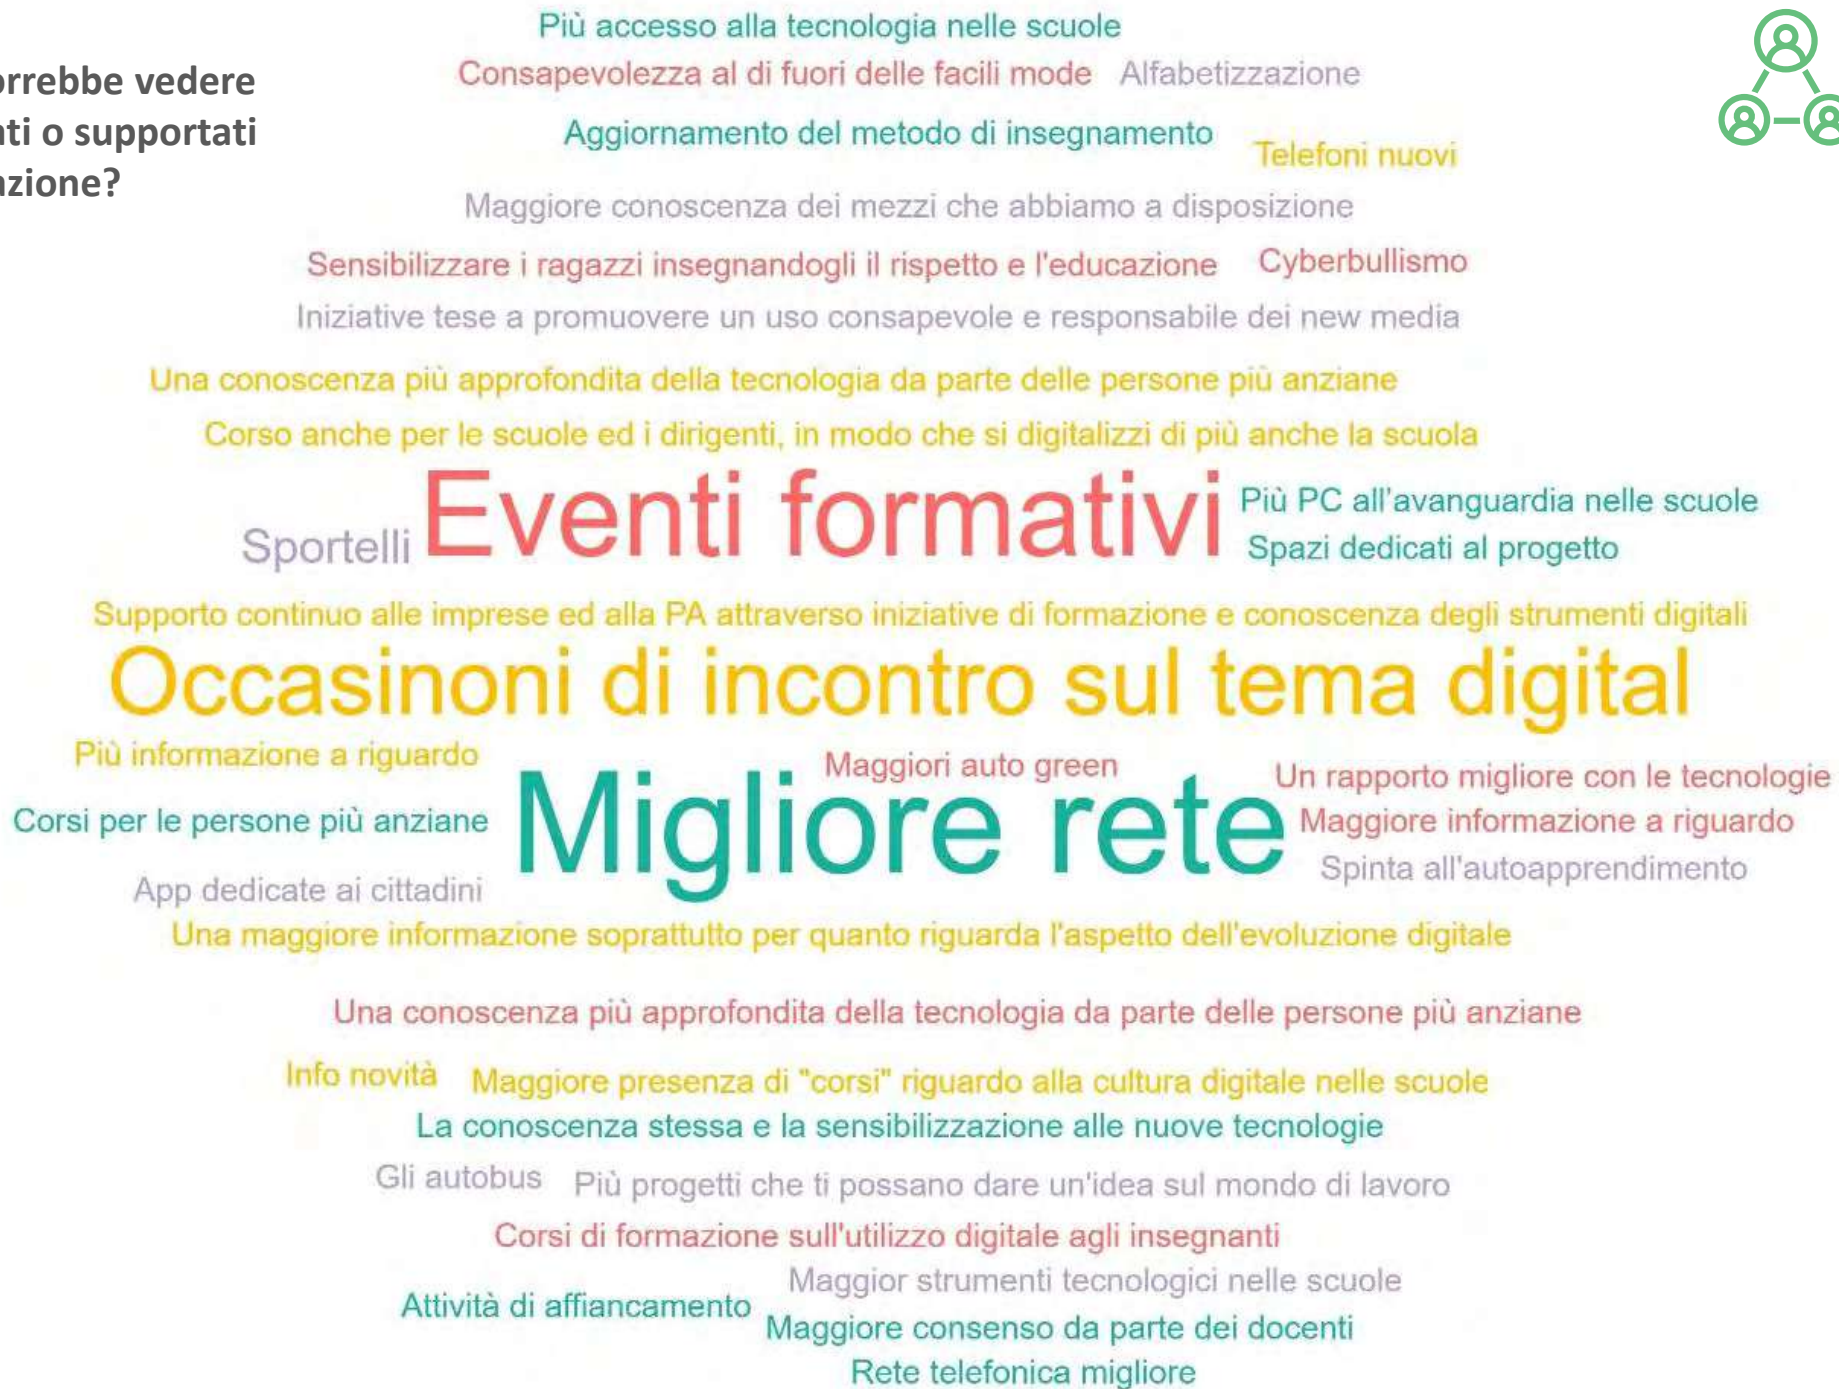 orrebbe vedere
ati o supportati
azione?
Più accesso alla tecnologia nelle scuole
Consapevolezza al di fuori delle facili mode Alfabetizzazione
Aggiornamento del metodo di insegnamento
Telefoni nuovi
Maggiore conoscenza dei mezzi che abbiamo a disposizione
Sensibilizzare i ragazzi insegnandogli il rispetto e l'educazione Cyberbullismo
Iniziative tese a promuovere un uso consapevole e responsabile dei new media
Una conoscenza più approfondita della tecnologia da parte delle persone più anziane
Corso anche per le scuole ed i dirigenti, in modo che si digitalizzi di più anche la scuola
Sportelli
Eventi formativi
Più PC all'avanguardia nelle scuole
Spazi dedicati al progetto
Supporto continuo alle imprese ed alla PA attraverso iniziative di formazione e conoscenza degli strumenti digitali
Occasinoni di incontro sul tema digital
Più informazione a riguardo
Maggiori auto green
Un rapporto migliore con le tecnologie
Corsi per le persone più anziane
Migliore rete
Maggiore informazione a riguardo
Spinta all'autoapprendimento
App dedicate ai cittadini
Una maggiore informazione soprattutto per quanto riguarda l'aspetto dell'evoluzione digitale
Una conoscenza più approfondita della tecnologia da parte delle persone più anziane
Info novità Maggiore presenza di "corsi" riguardo alla cultura digitale nelle scuole
La conoscenza stessa e la sensibilizzazione alle nuove tecnologie
Gli autobus Più progetti che ti possano dare un'idea sul mondo di lavoro
Corsi di formazione sull'utilizzo digitale agli insegnanti
Maggior strumenti tecnologici nelle scuole
Attività di affiancamento
Maggiore consenso da parte dei docenti
Rete telefonica migliore